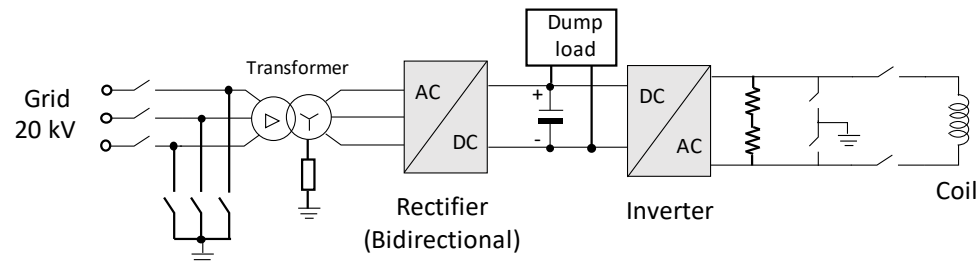 Dump
load
Transformer
Grid
20 kV
AC
DC
+
-
DC
AC
Rectifier
(Bidirectional)
Inverter
Coil